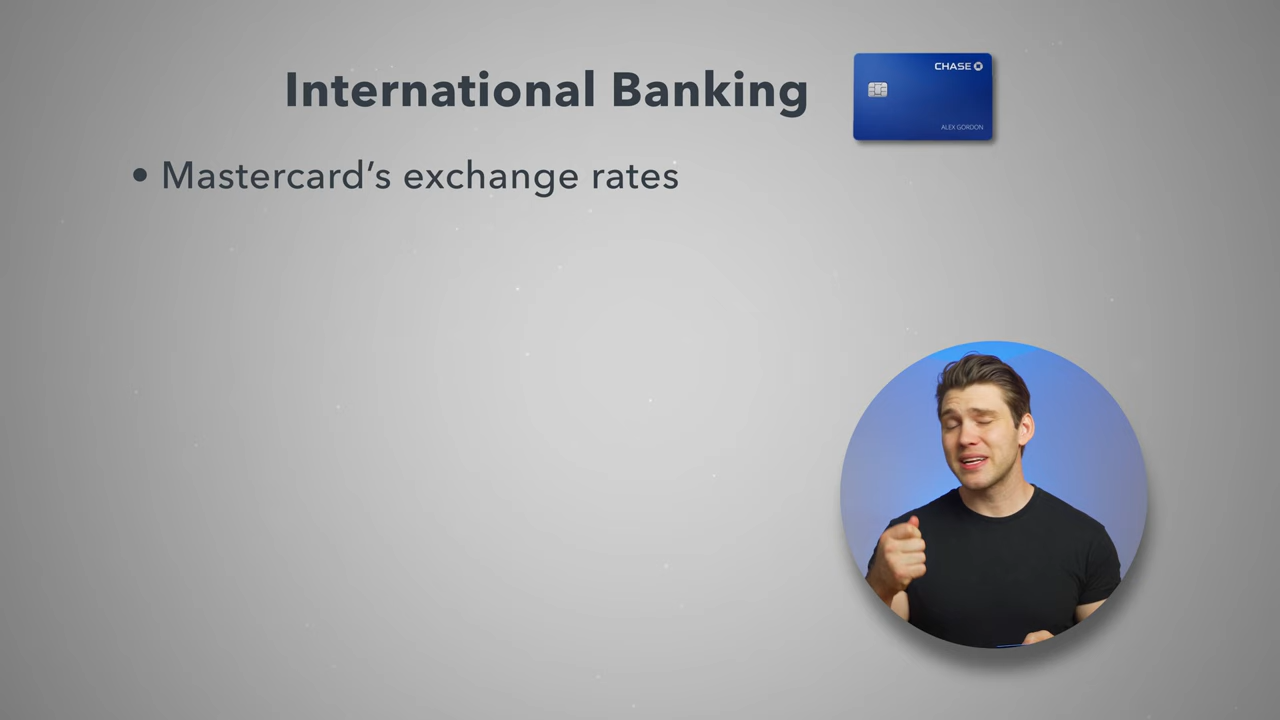 International Banking
CHASE
ALEX GORDON
• Mastercard’s exchange rates